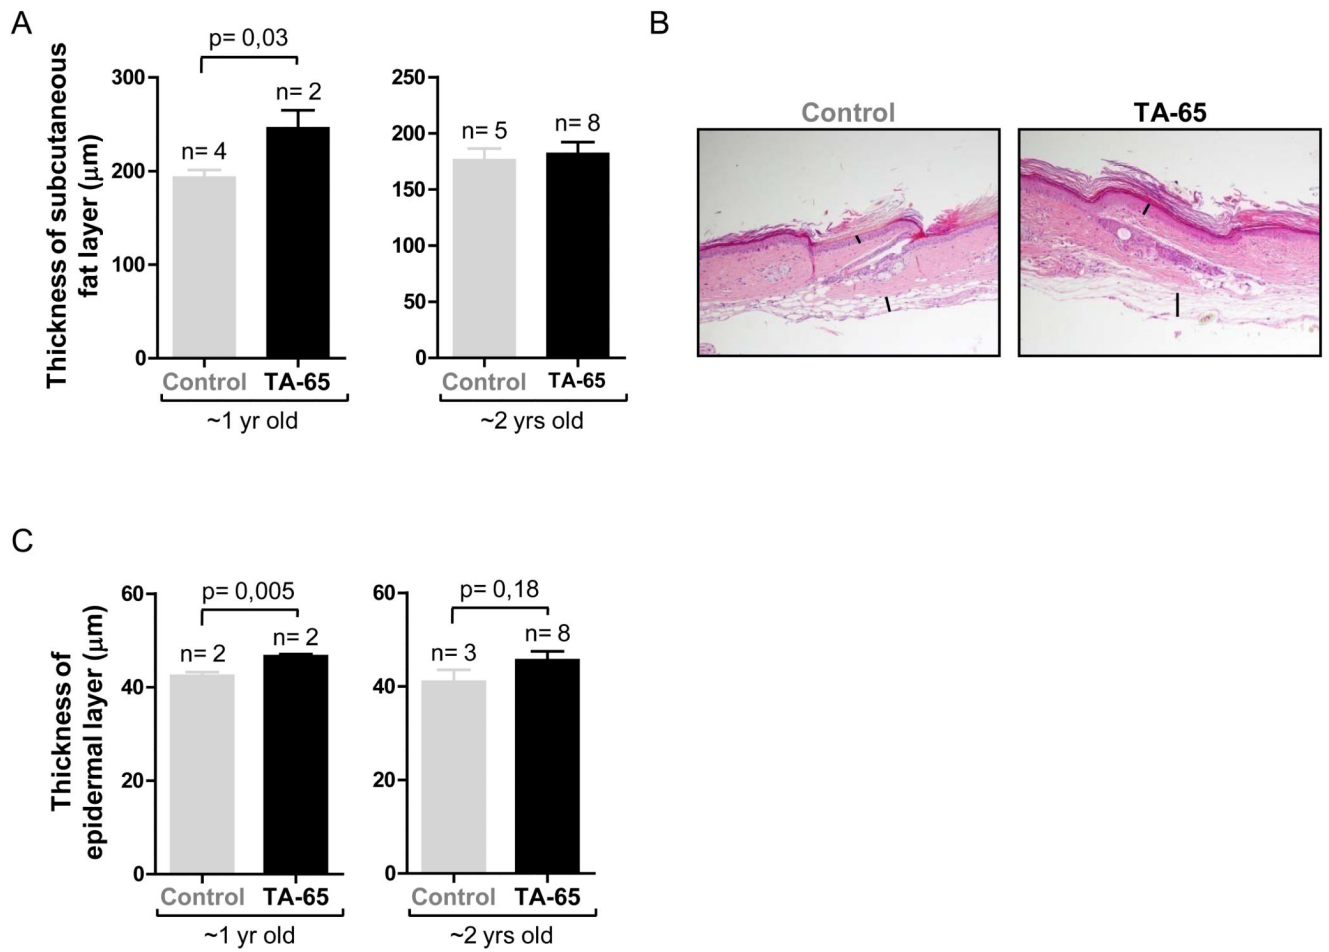 A
Thickness of subcutaneous
fat layer (μm)
p= 0,03
300
200
100
0
n= 4
n= 2
Control
TA-65
~1 yr old
250
200
150
100
50
0
n= 5
n= 8
Control
TA-65
~2 yrs old
B
Control
TA-65
C
Thickness of
epidermal layer (μm)
p= 0,005
60
40
20
0
n= 2
n= 2
Control
TA-65
~1 yr old
p= 0,18
60
40
20
0
n= 3
n= 8
Control
TA-65
~2 yrs old